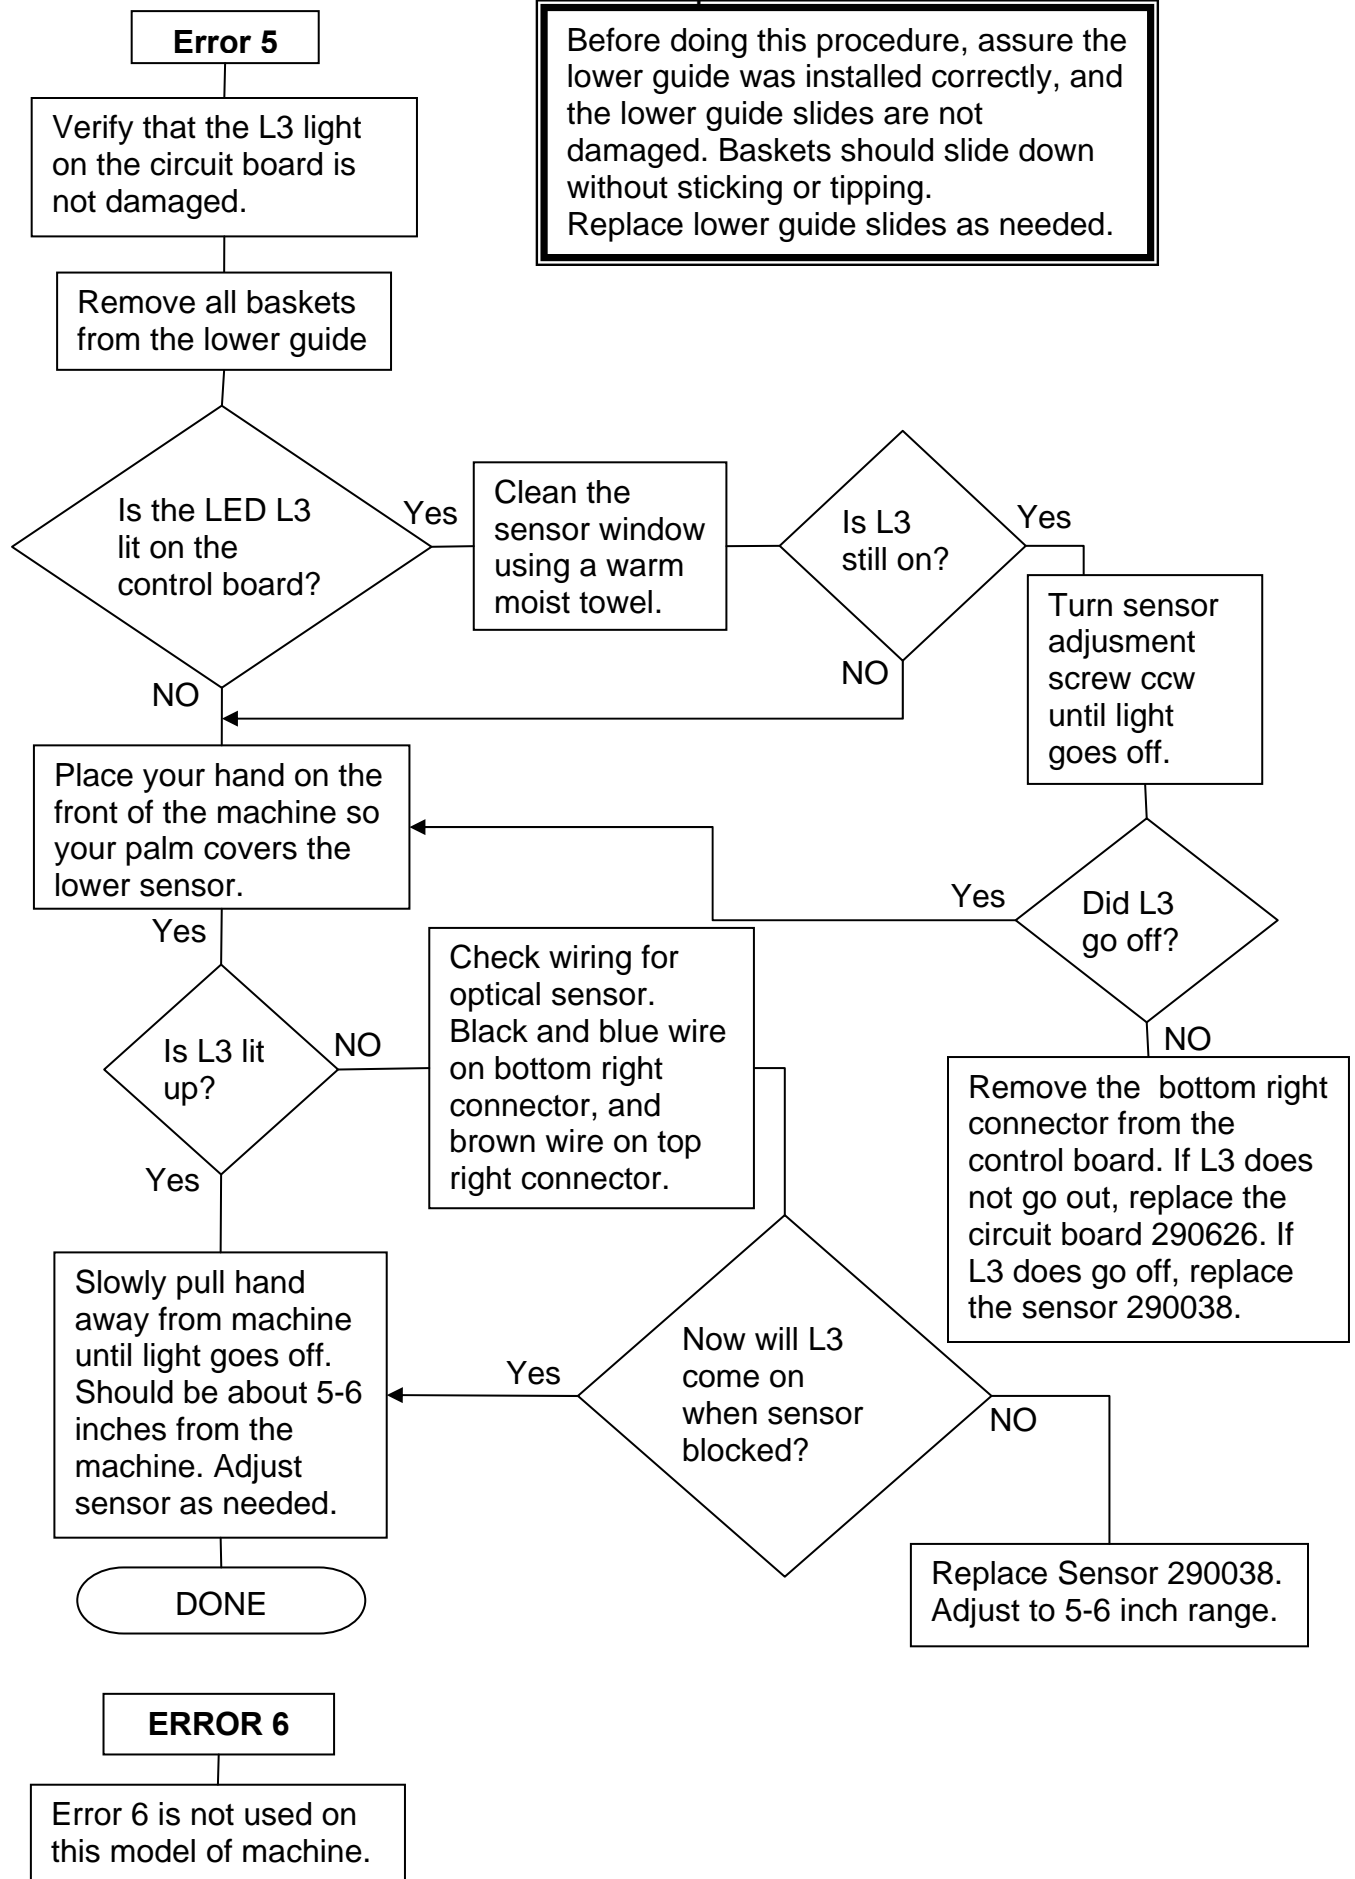 Error 5
Before doing this procedure, assure the
lower guide was installed correctly, and
the lower guide slides are not
damaged. Baskets should slide down
without sticking or tipping.
Replace lower guide slides as needed.
Verify that the L3 light
on the circuit board is
not damaged.
Remove all baskets
from the lower guide
Is the LED L3
lit on the
control board?
Yes
Clean the
sensor window
using a warm
moist towel.
Is L3
still on?
Yes
Turn sensor
adjusment
screw ccw
until light
goes off.
NO
NO
Place your hand on the
front of the machine so
your palm covers the
lower sensor.
Yes
Did L3
go off?
Yes
NO
Remove the  bottom right
connector from the
control board. If L3 does
not go out, replace the
circuit board 290626. If
L3 does go off, replace
the sensor 290038.
Is L3 lit
up?
NO
Check wiring for
optical sensor.
Black and blue wire
on bottom right
connector, and
brown wire on top
right connector.
Yes
Slowly pull hand
away from machine
until light goes off.
Should be about 5-6
inches from the
machine. Adjust
sensor as needed.
Yes
Now will L3
come on
when sensor
blocked?
NO
Replace Sensor 290038.
Adjust to 5-6 inch range.
DONE
ERROR 6
Error 6 is not used on
this model of machine.